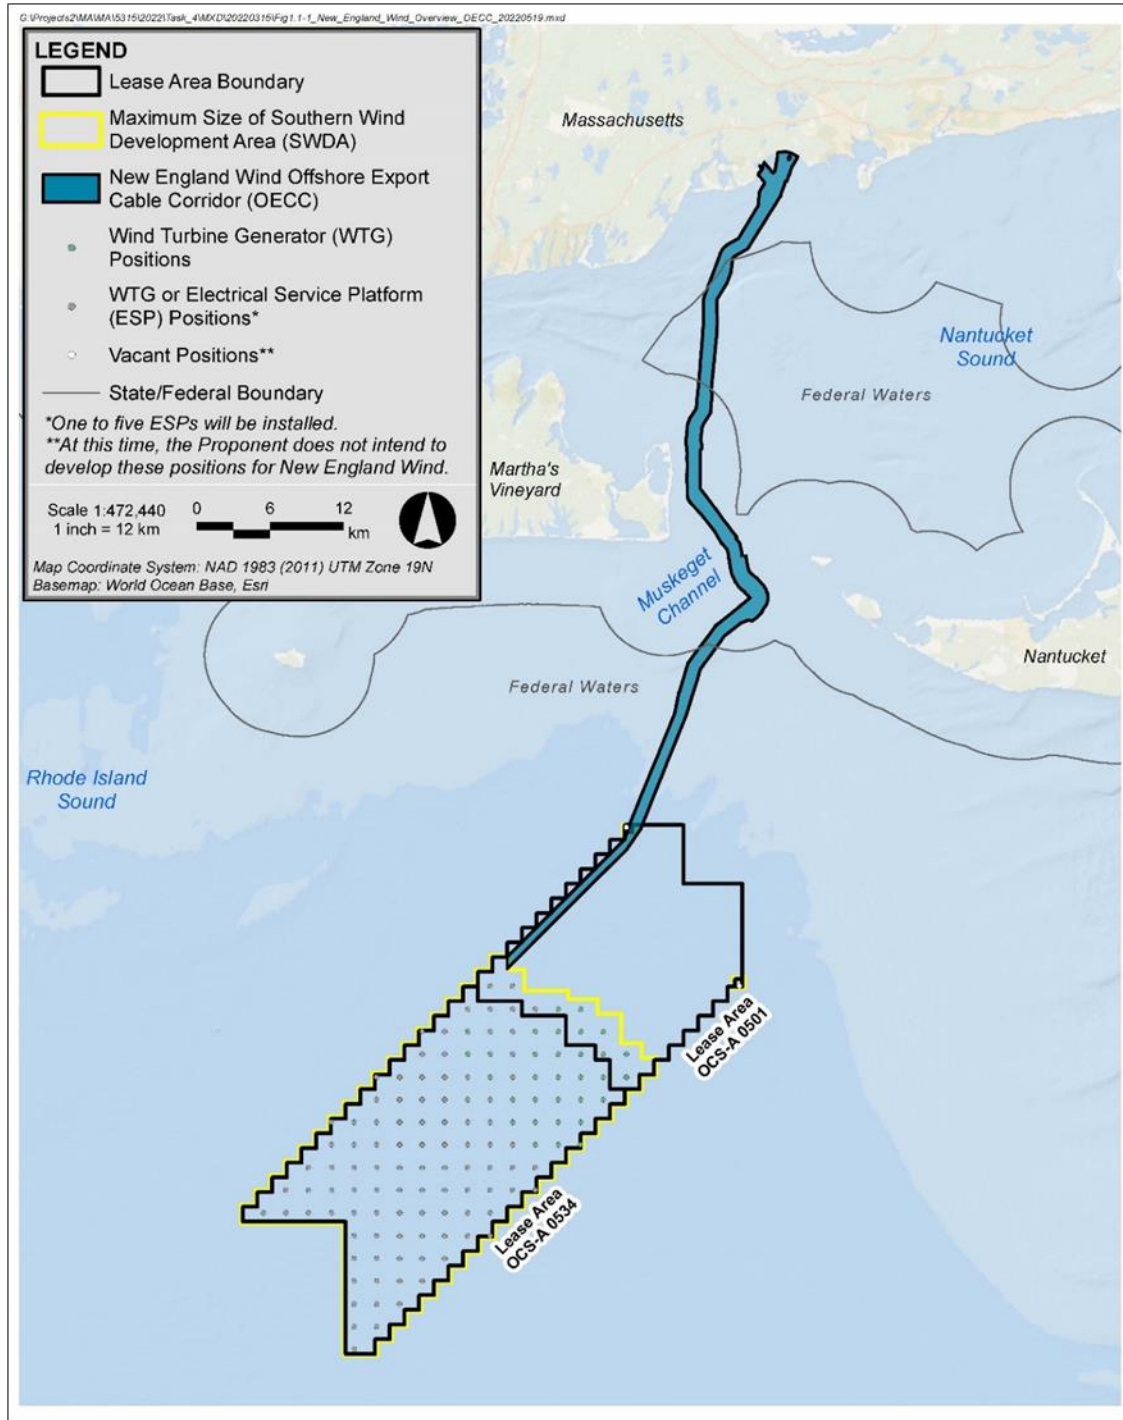 G:\Projects2\MA\MA\5315\2022\Task_4\MXD\20220315\Fig1.1-1_New_England_Wind_Overview_OECC_20220519.mxd
LEGEND
Lease Area Boundary
Maximum Size of Southern Wind
Development Area (SWDA)
New England Wind Offshore Export
Cable Corridor (OECC)
Wind Turbine Generator (WTG)
Positions
WTG or Electrical Service Platform
(ESP) Positions*
Vacant Positions**
State/Federal Boundary
*One to five ESPs will be installed.
**At this time, the Proponent does not intend to
develop these positions for New England Wind.
Scale 1:472,440
1 inch = 12 km
0 6 12
km
Map Coordinate System: NAD 1983 (2011) UTM Zone 19N
Basemap: World Ocean Base, Esri
Massachusetts
Nantucket
Sound
Federal Waters
Martha's
Vineyard
Muskeget
Channel
Nantucket
Federal Waters
Rhode Island
Sound
Lease Area
OCS-A 0501
Lease Area
OCS-A 0534